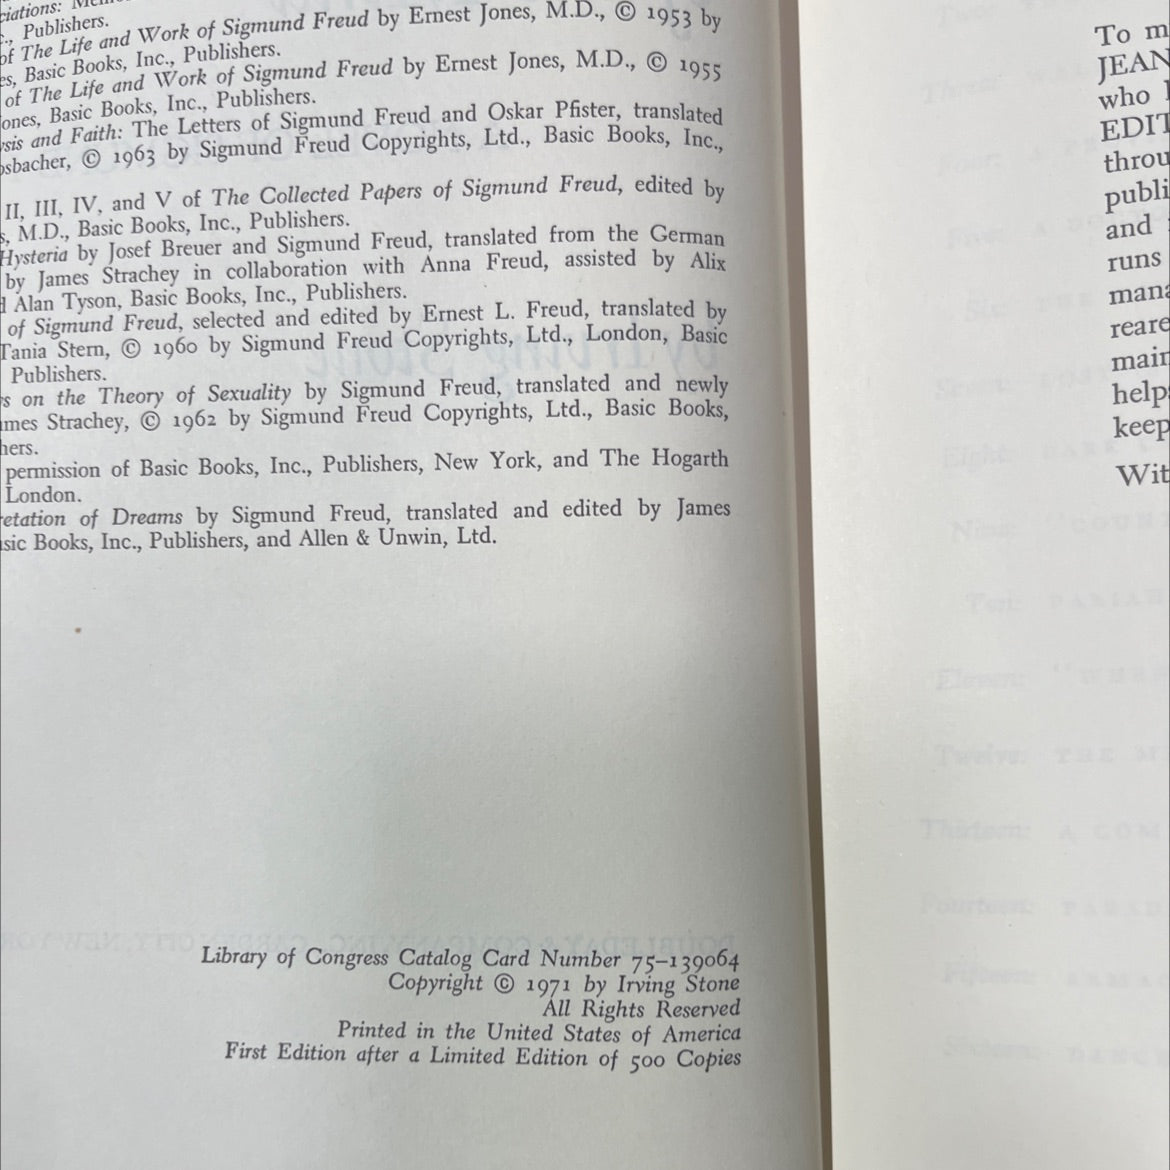 ciations:
., Publishers.
of The Life and Work of Sigmund Freud by Ernest Jones, M.D., © 1953 by
es, Basic Books, Inc., Publishers.
of The Life and Work of Sigmund Freud by Ernest Jones, M.D., © 1955
ones, Basic Books, Inc., Publishers.
sis and Faith: The Letters of Sigmund Freud and Oskar Pfister, translated
osbacher, © 1963 by Sigmund Freud Copyrights, Ltd., Basic Books, Inc.,
II, III, IV, and V of The Collected Papers of Sigmund Freud, edited by
s, M.D., Basic Books, Inc., Publishers.
Hysteria by Josef Breuer and Sigmund Freud, translated from the German
by James Strachey in collaboration with Anna Freud, assisted by Alix
d Alan Tyson, Basic Books, Inc., Publishers.
of Sigmund Freud, selected and edited by Ernest L. Freud, translated by
Tania Stern, © 1960 by Sigmund Freud Copyrights, Ltd., London, Basic
Publishers.
s on the Theory of Sexuality by Sigmund Freud, translated and newly
mes Strachey, © 1962 by Sigmund Freud Copyrights, Ltd., Basic Books,
hers.
permission of Basic Books, Inc., Publishers, New York, and The Hogarth
London.
retation of Dreams by Sigmund Freud, translated and edited by James
sic Books, Inc., Publishers, and Allen & Unwin, Ltd.
Library of Congress Catalog Card Number 75–139064
Copyright © 1971 by Irving Stone
All Rights Reserved
Printed in the United States of America
First Edition after a Limited Edition of 500 Copies
To m
JEAN
who
EDIT
throu
publi
and
runs
mana
reare
main
helps
keep
Wit